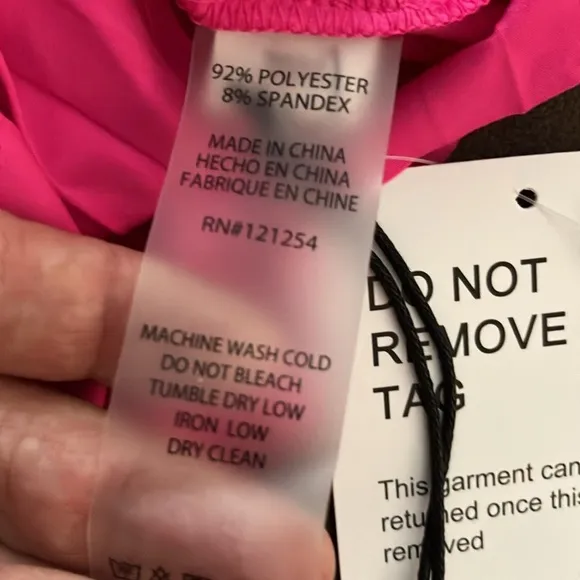 92% POLYESTER
8% SPANDEX
MADE IN CHINA
HECHO EN CHINA
FABRIQUE EN CHINE
RN#121254
MACHINE WASH COLD
DO NOT BLEACH
TUMBLE DRY LOW
IRON LOW
DRY CLEAN
DO NOT
REMOVE
TAG
This garment can
returned once this
removed